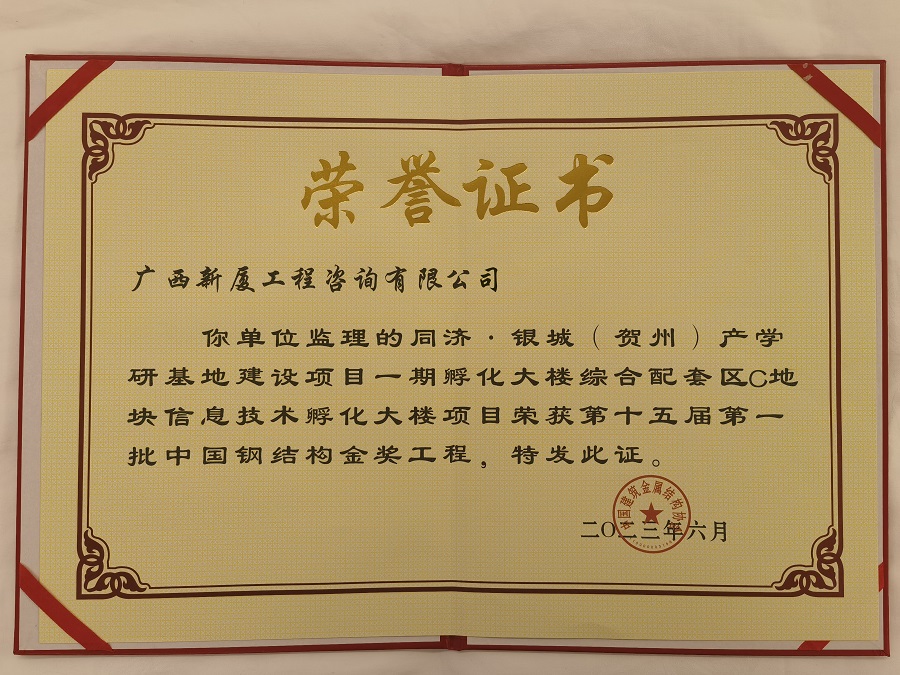 荣誉证书
广西新厦工程咨询有限公司
你单位监理的同济·银城（贺州）产学
研基地建设项目一期孵化大楼综合配套区C地
块信息技术孵化大楼项目荣获第十五届第一
批中国钢结构金奖工程，特发此证。
中国建筑金属结构协会
二〇二三年六月